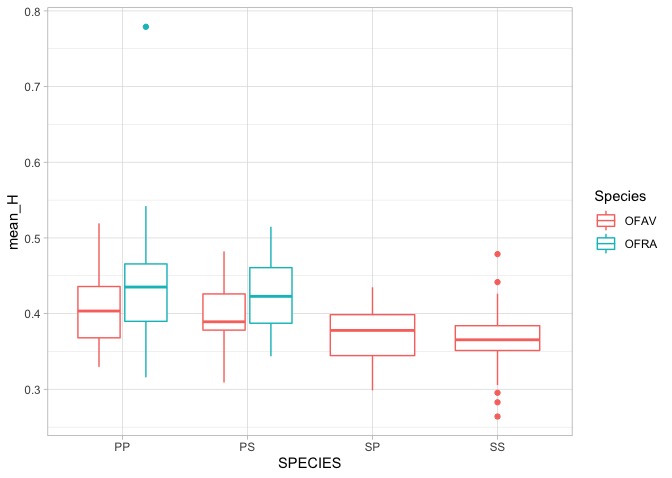 0.8
0.7
0.6
0.5
0.4
0.3
mean_H
PP PS SP SS
SPECIES
Species
OFAV
OFRA